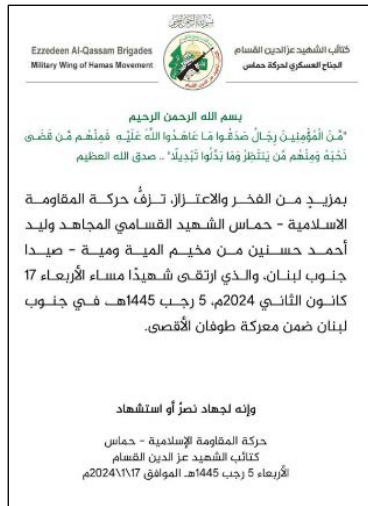 Ezzedeen Al-Qassam Brigades
Military Wing of Hamas Movement
كتائب الشهيد عز الدين القسام
الجناح العسكري لحركة حماس
بسم الله الرحمن الرحيم
"مِّنَ الْمُؤْمِنِينَ رِجَالٌ صَدَقُوا مَا عَاهَدُوا اللَّهَ عَلَيْهِ فَمِنْهُم مَّن قَضَى
نَحْبَهُ وَمِنْهُم مَّن يَنتَظِرُ وَمَا بَدَّلُوا تَبْدِيلًا" .. صدق الله العظيم
بمزيدٍ من الفخر والاعتزاز، تزفُّ حركة المقاومة
الاسلامية - حماس الشهيد القسامي المجاهد وليد
أحمد حسنين من مخيم المية ومية - صيدا
جنوب لبنان، والذي ارتقى شهيدًا مساء الأربعاء 17
كانون الثاني 2024م، 5 رجب 1445هـ، في جنوب
لبنان ضمن معركة طوفان الأقصى.
وإنه لجهاد نصرٌ أو استشهاد
حركة المقاومة الإسلامية - حماس
كتائب الشهيد عز الدين القسام
الأربعاء 5 رجب 1445هـ الموافق 17\1\2024م